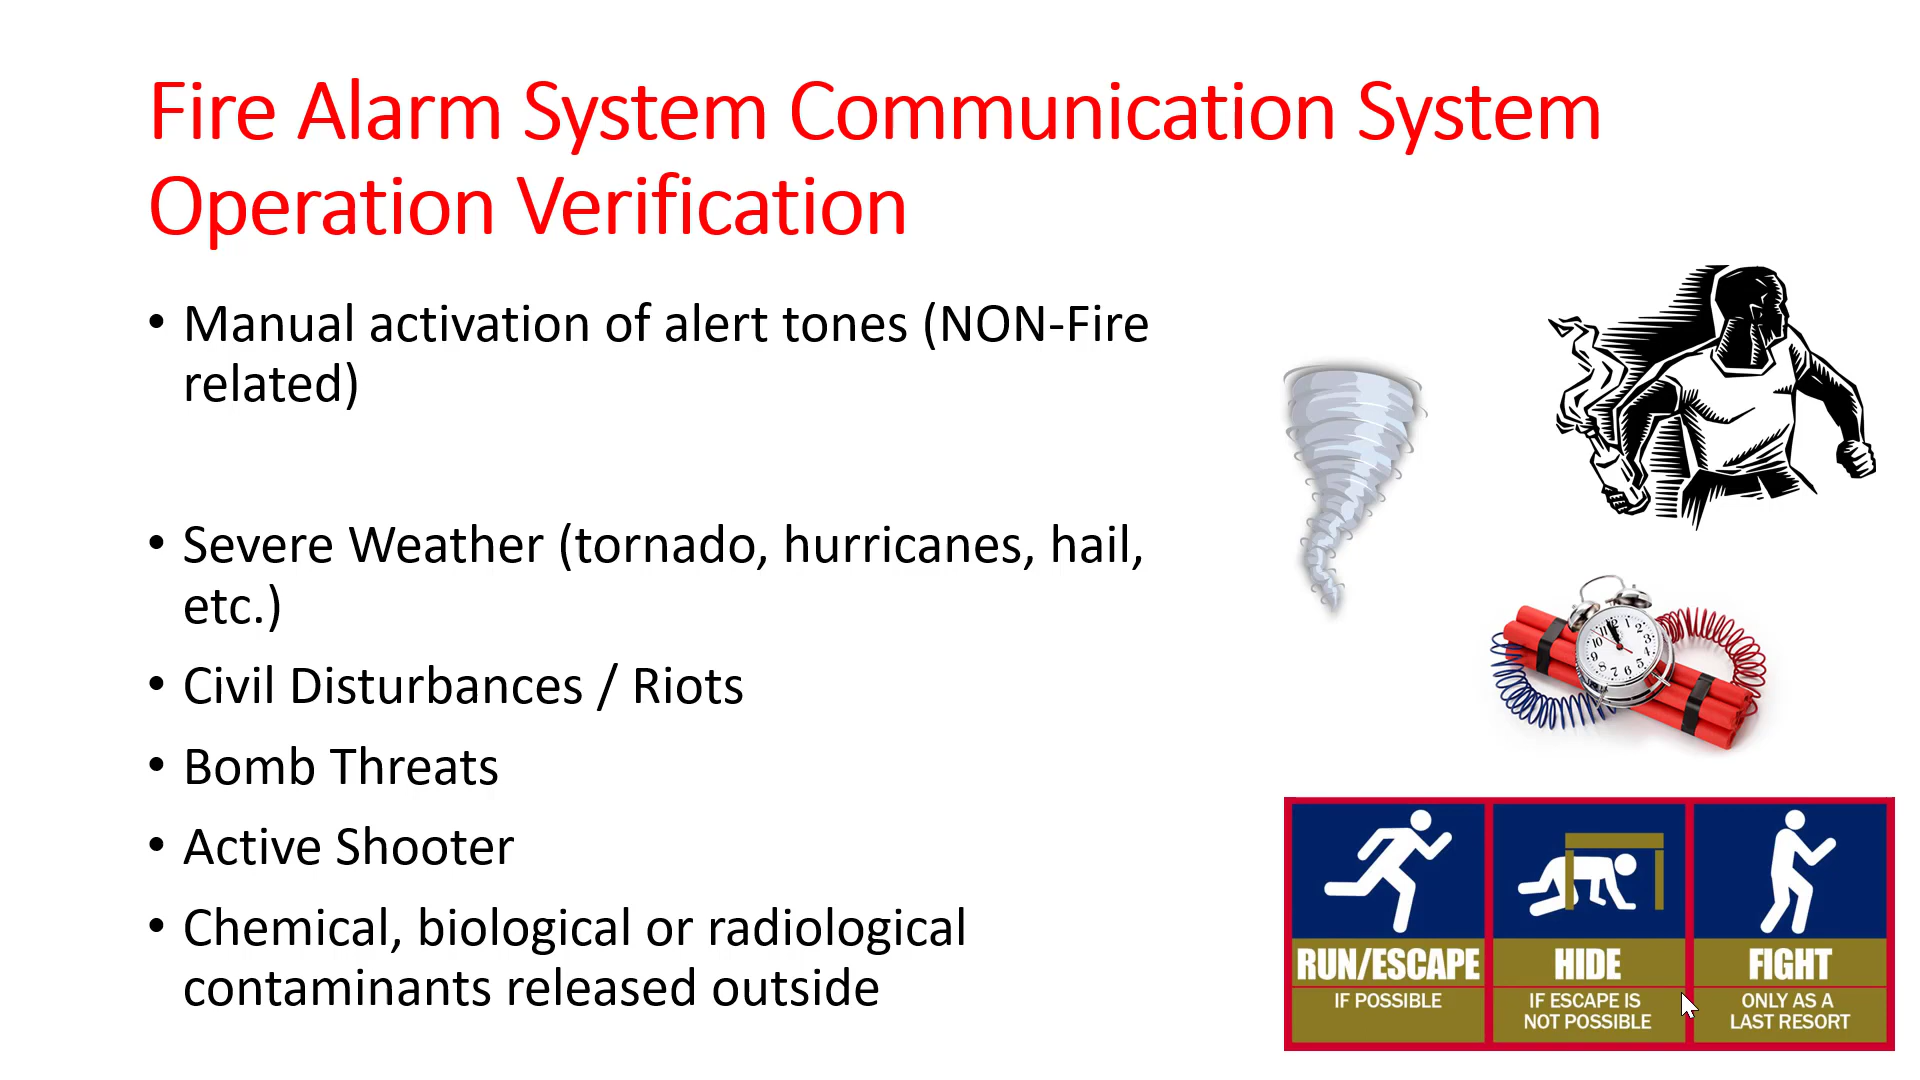 Fire Alarm System Communication System
Operation Verification
• Manual activation of alert tones (NON-Fire
related)
• Severe Weather (tornado, hurricanes, hail,
etc.)
• Civil Disturbances / Riots
• Bomb Threats
• Active Shooter
• Chemical, biological or radiological
contaminants released outside
RUN/ESCAPE
IF POSSIBLE
HIDE
IF ESCAPE IS
NOT POSSIBLE
FIGHT
ONLY AS A
LAST RESORT